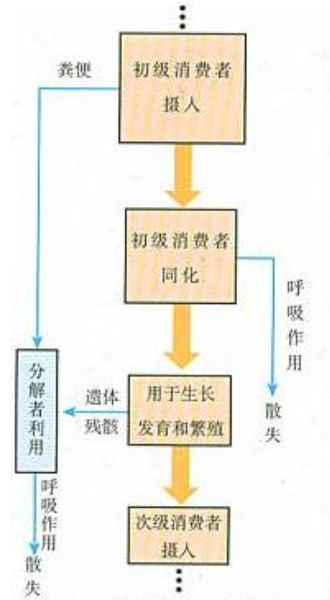 初级消费者
摄人
粪便
初级消费者
同化
呼吸作用
散失
用于生长
发育和繁殖
遗体
残骸
分解者利用
呼吸作用
散失
次级消费者
摄人